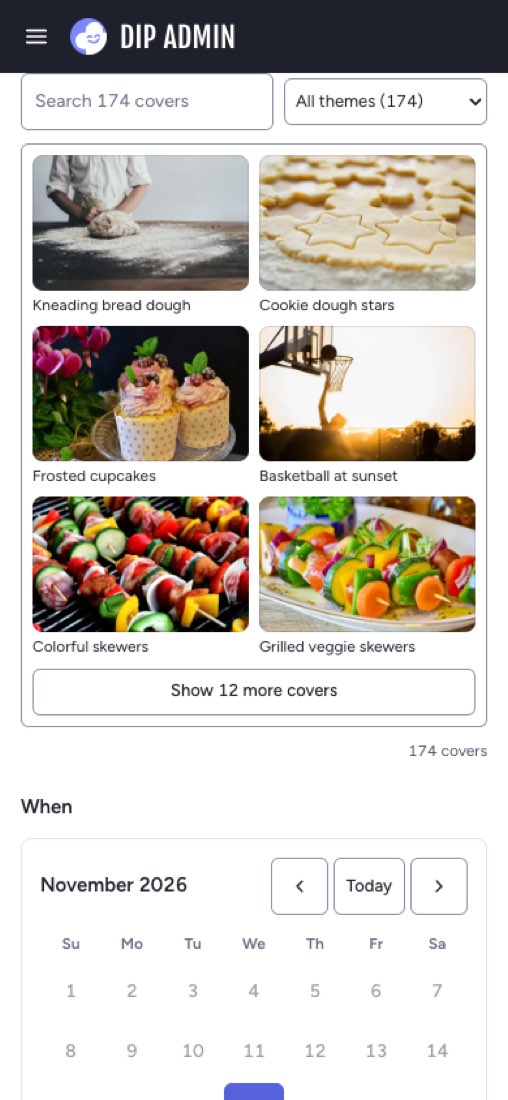 DIP ADMIN
Search 174 covers
All themes (174)
Kneading bread dough
Cookie dough stars
Frosted cupcakes
Basketball at sunset
Colorful skewers
Grilled veggie skewers
Show 12 more covers
174 covers
When
November 2026
Today
Su Mo Tu We Th Fr Sa
1 2 3 4 5 6 7
8 9 10 11 12 13 14